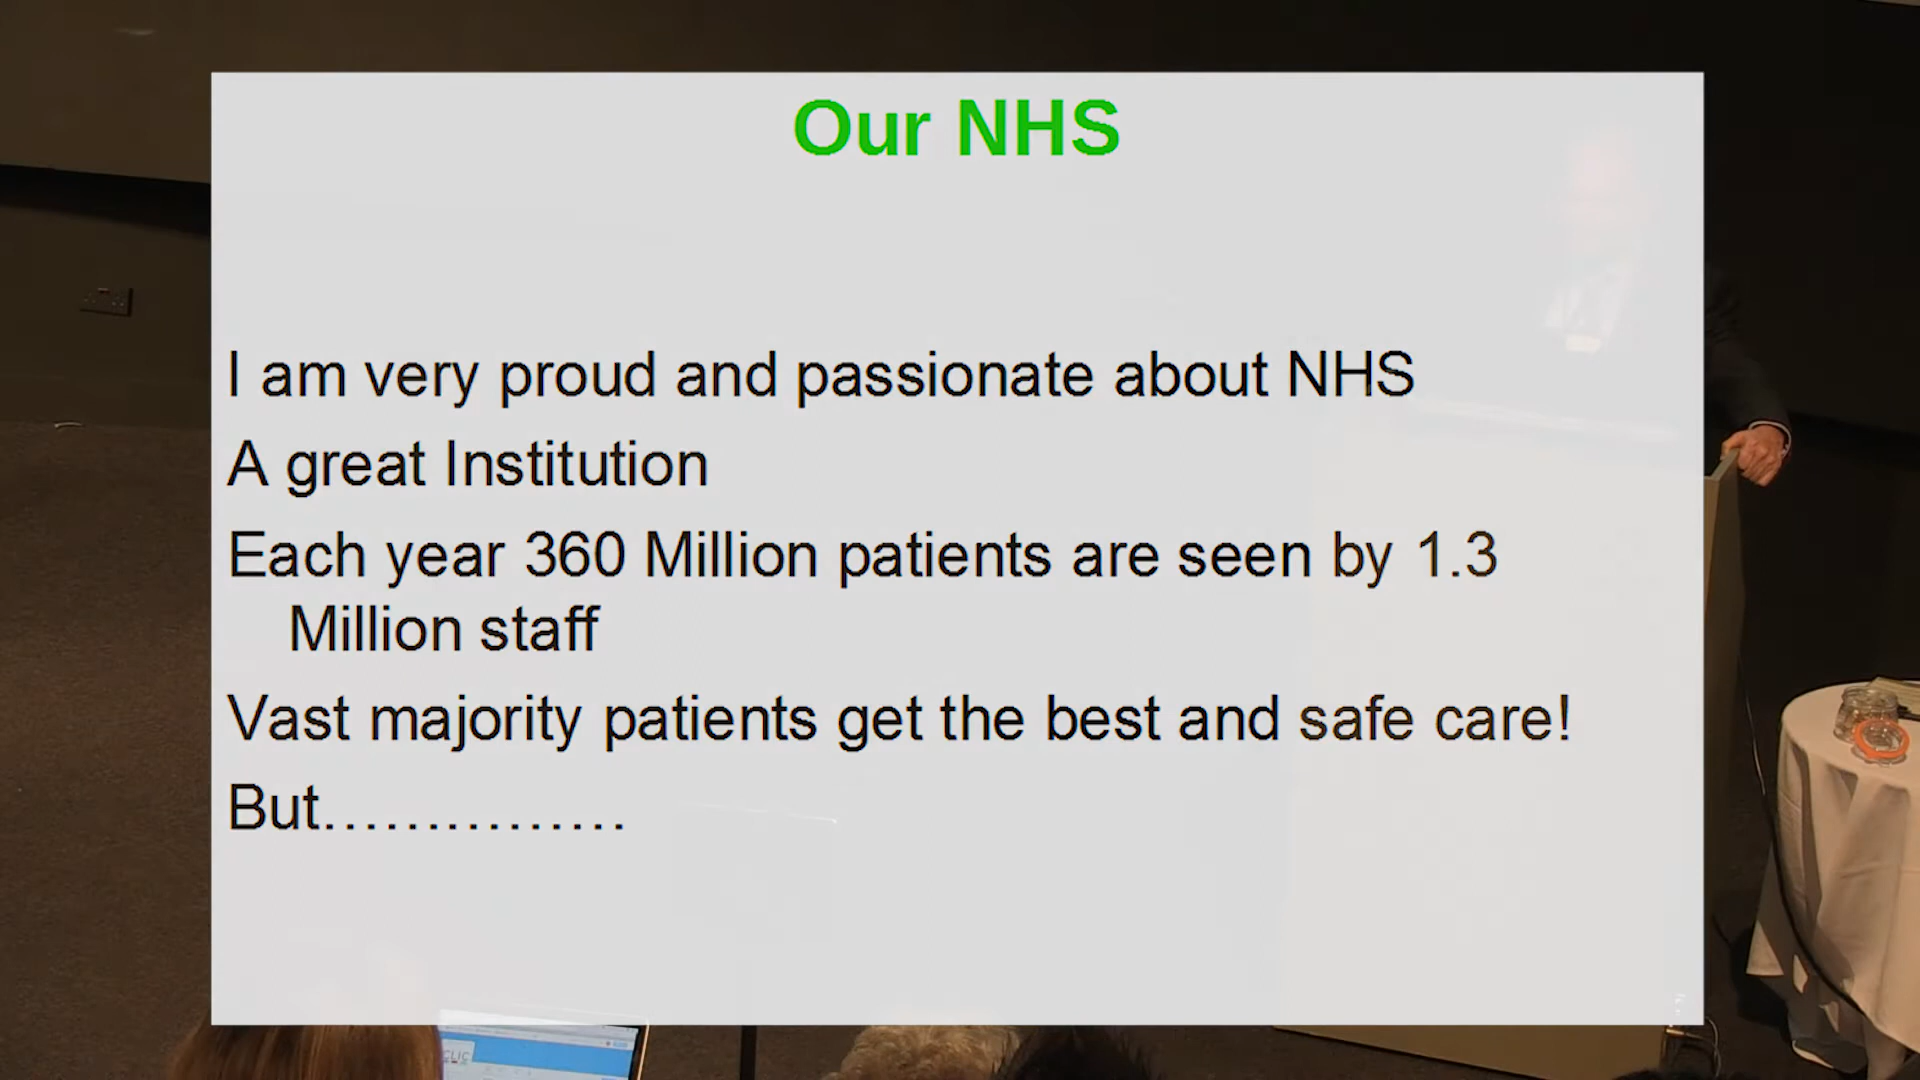 Our NHS
I am very proud and passionate about NHS
A great Institution
Each year 360 Million patients are seen by 1.3
Million staff
Vast majority patients get the best and safe care!
But……………
CLIC